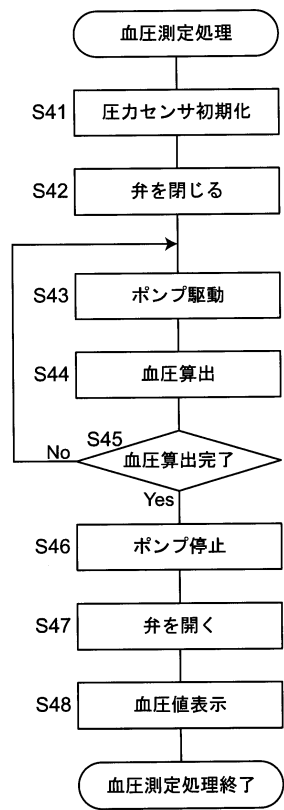 血圧測定処理
S41
圧力センサ初期化
S42
弁を閉じる
S43
ポンプ駆動
S44
血圧算出
S45
血圧算出完了
No
Yes
S46
ポンプ停止
S47
弁を開く
S48
血圧値表示
血圧測定処理終了